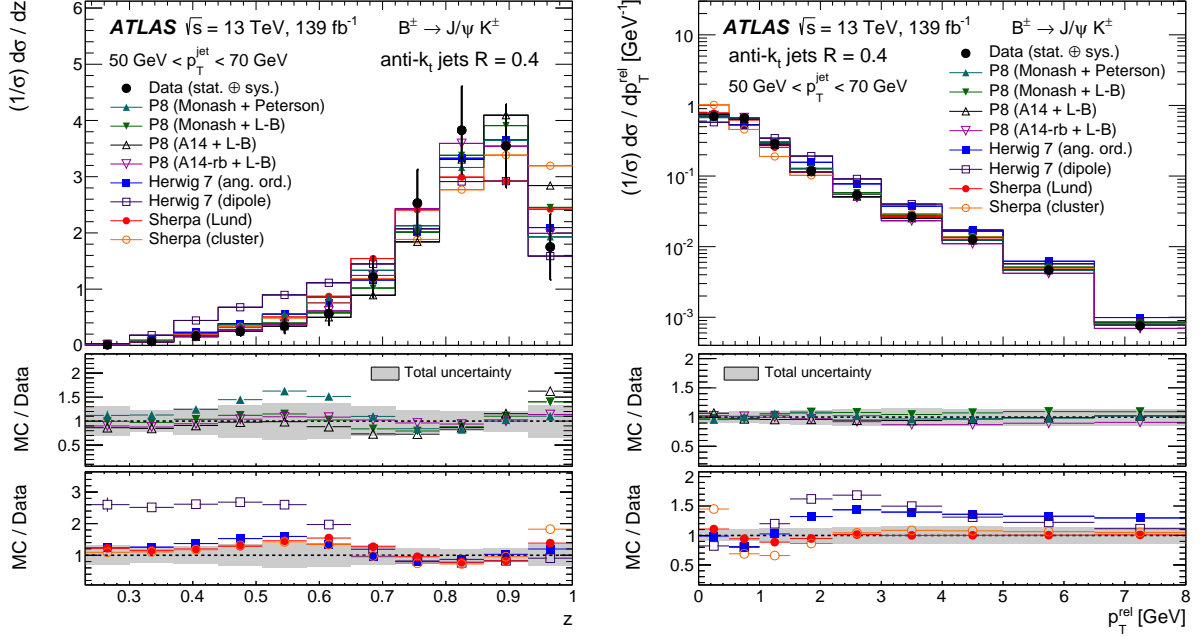 (1/σ) dσ / dz
6
5
4
3
2
1
0
ATLAS √s = 13 TeV, 139 fb⁻¹ B± → J/ψ K±
50 GeV < p_T^jet < 70 GeV anti-k_t jets R = 0.4
Data (stat. ⊕ sys.)
P8 (Monash + Peterson)
P8 (Monash + L-B)
P8 (A14 + L-B)
P8 (A14-rb + L-B)
Herwig 7 (ang. ord.)
Herwig 7 (dipole)
Sherpa (Lund)
Sherpa (cluster)
MC / Data
2
1.5
1
0.5
Total uncertainty
MC / Data
3
2
1
0.3 0.4 0.5 0.6 0.7 0.8 0.9 1
z
(1/σ) dσ / dp_T^rel [GeV⁻¹]
10
1
10⁻¹
10⁻²
10⁻³
ATLAS √s = 13 TeV, 139 fb⁻¹ B± → J/ψ K±
anti-k_t jets R = 0.4
50 GeV < p_T^jet < 70 GeV
Data (stat. ⊕ sys.)
P8 (Monash + Peterson)
P8 (Monash + L-B)
P8 (A14 + L-B)
P8 (A14-rb + L-B)
Herwig 7 (ang. ord.)
Herwig 7 (dipole)
Sherpa (Lund)
Sherpa (cluster)
MC / Data
2
1.5
1
0.5
Total uncertainty
MC / Data
2
1.5
1
0.5
0 1 2 3 4 5 6 7 8
p_T^rel [GeV]